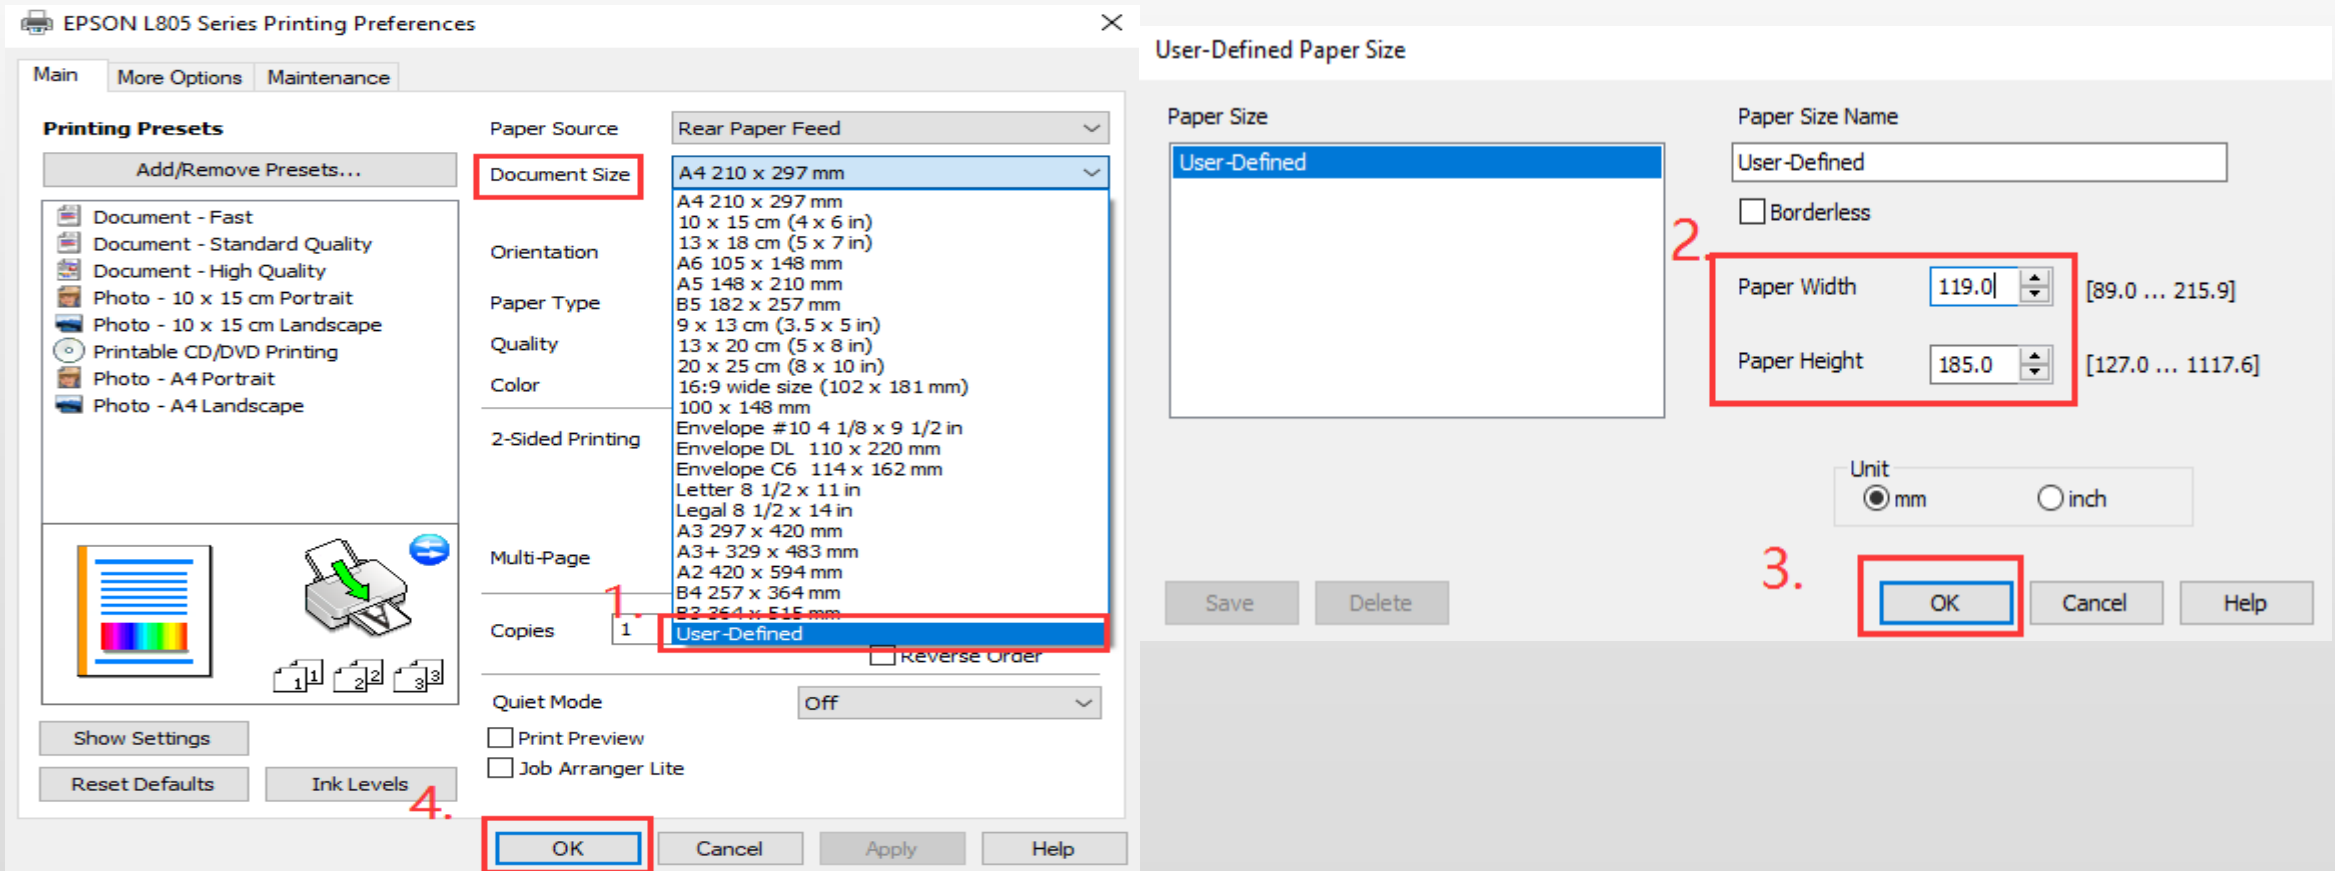 EPSON L805 Series Printing Preferences
Main
More Options
Maintenance
Printing Presets
Add/Remove Presets...
Document - Fast
Document - Standard Quality
Document - High Quality
Photo - 10 x 15 cm Portrait
Photo - 10 x 15 cm Landscape
Printable CD/DVD Printing
Photo - A4 Portrait
Photo - A4 Landscape
1 1 2 2 3 3
Show Settings
Reset Defaults
Ink Levels
Paper Source
Rear Paper Feed
Document Size
A4 210 x 297 mm
A4 210 x 297 mm
10 x 15 cm (4 x 6 in)
13 x 18 cm (5 x 7 in)
A6 105 x 148 mm
A5 148 x 210 mm
B5 182 x 257 mm
9 x 13 cm (3.5 x 5 in)
13 x 20 cm (5 x 8 in)
20 x 25 cm (8 x 10 in)
16:9 wide size (102 x 181 mm)
100 x 148 mm
Envelope #10 4 1/8 x 9 1/2 in
Envelope DL  110 x 220 mm
Envelope C6  114 x 162 mm
Letter 8 1/2 x 11 in
Legal 8 1/2 x 14 in
A3 297 x 420 mm
A3+ 329 x 483 mm
A2 420 x 594 mm
B4 257 x 364 mm
B3 364 x 515 mm
1.
User-Defined
Orientation
Paper Type
Quality
Color
2-Sided Printing
Multi-Page
Copies
1
Reverse Order
Quiet Mode
Off
Print Preview
Job Arranger Lite
4.
OK
Cancel
Apply
Help
User-Defined Paper Size
Paper Size
User-Defined
Paper Size Name
User-Defined
Borderless
2.
Paper Width
119.0
[89.0 ... 215.9]
Paper Height
185.0
[127.0 ... 1117.6]
Unit
mm
inch
3.
Save
Delete
OK
Cancel
Help